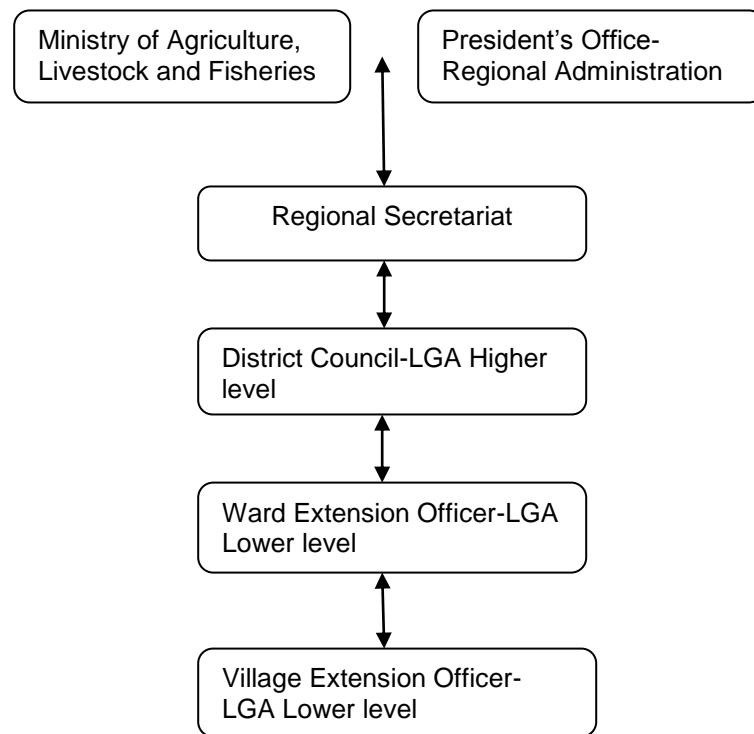 Ministry of Agriculture,
Livestock and Fisheries
President’s Office-
Regional Administration
Regional Secretariat
District Council-LGA Higher
level
Ward Extension Officer-LGA
Lower level
Village Extension Officer-
LGA Lower level